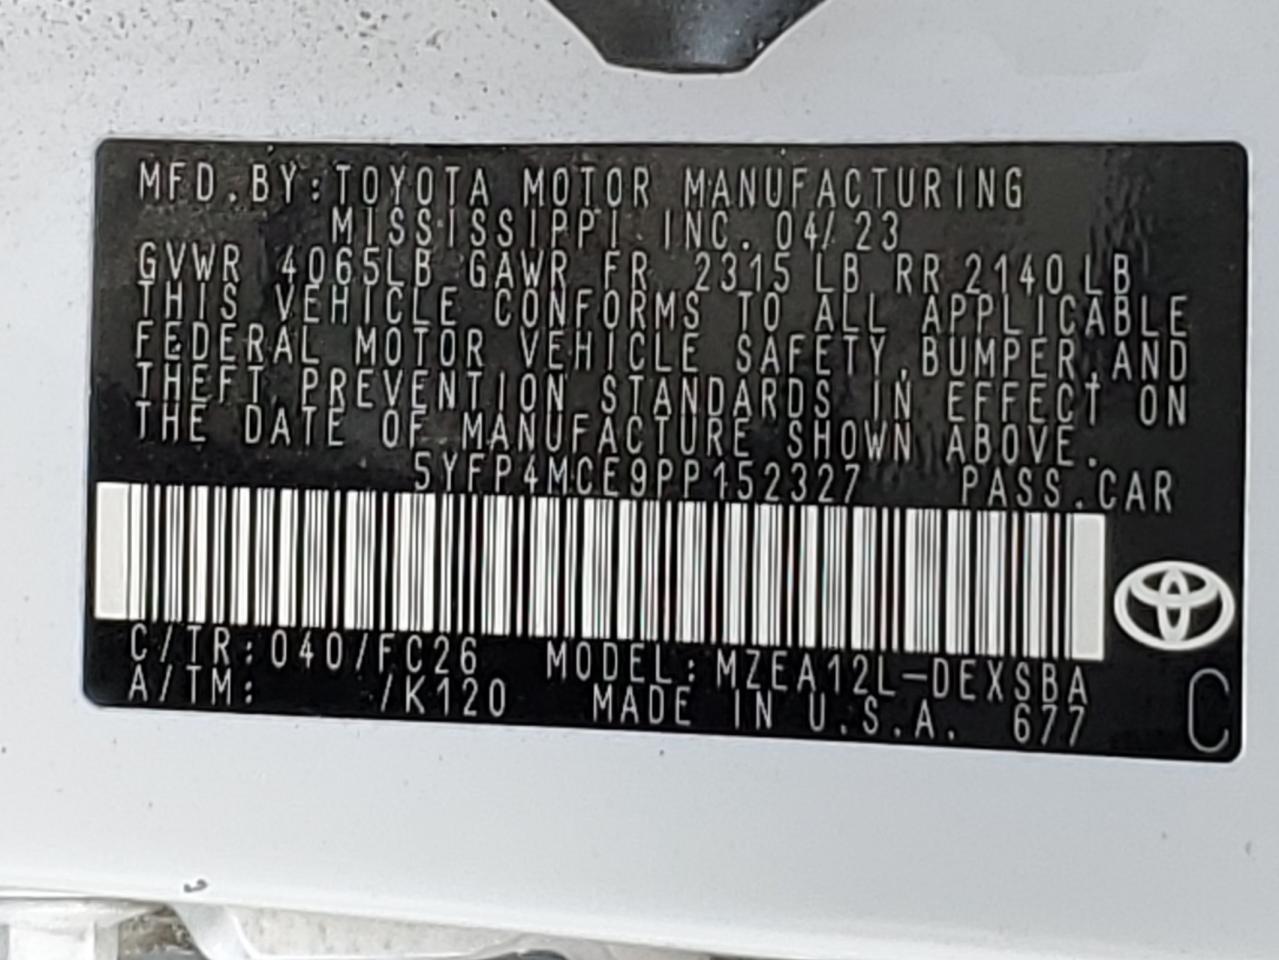 MFD.BY:TOYOTA MOTOR MANUFACTURING
MISSISSIPPI INC. 04/23
GVWR 4065LB GAWR FR 2315LB RR 2140LB
THIS VEHICLE CONFORMS TO ALL APPLICABLE
FEDERAL MOTOR VEHICLE SAFETY,BUMPER,AND
THEFT PREVENTION STANDARDS IN EFFECT ON
THE DATE OF MANUFACTURE SHOWN ABOVE.
5YFP4MCE9PP152327 PASS.CAR
C/TR:040/FC26 MODEL:MZEA12L-DEXSBA
A/TM: /K120 MADE IN U.S.A. 677 C